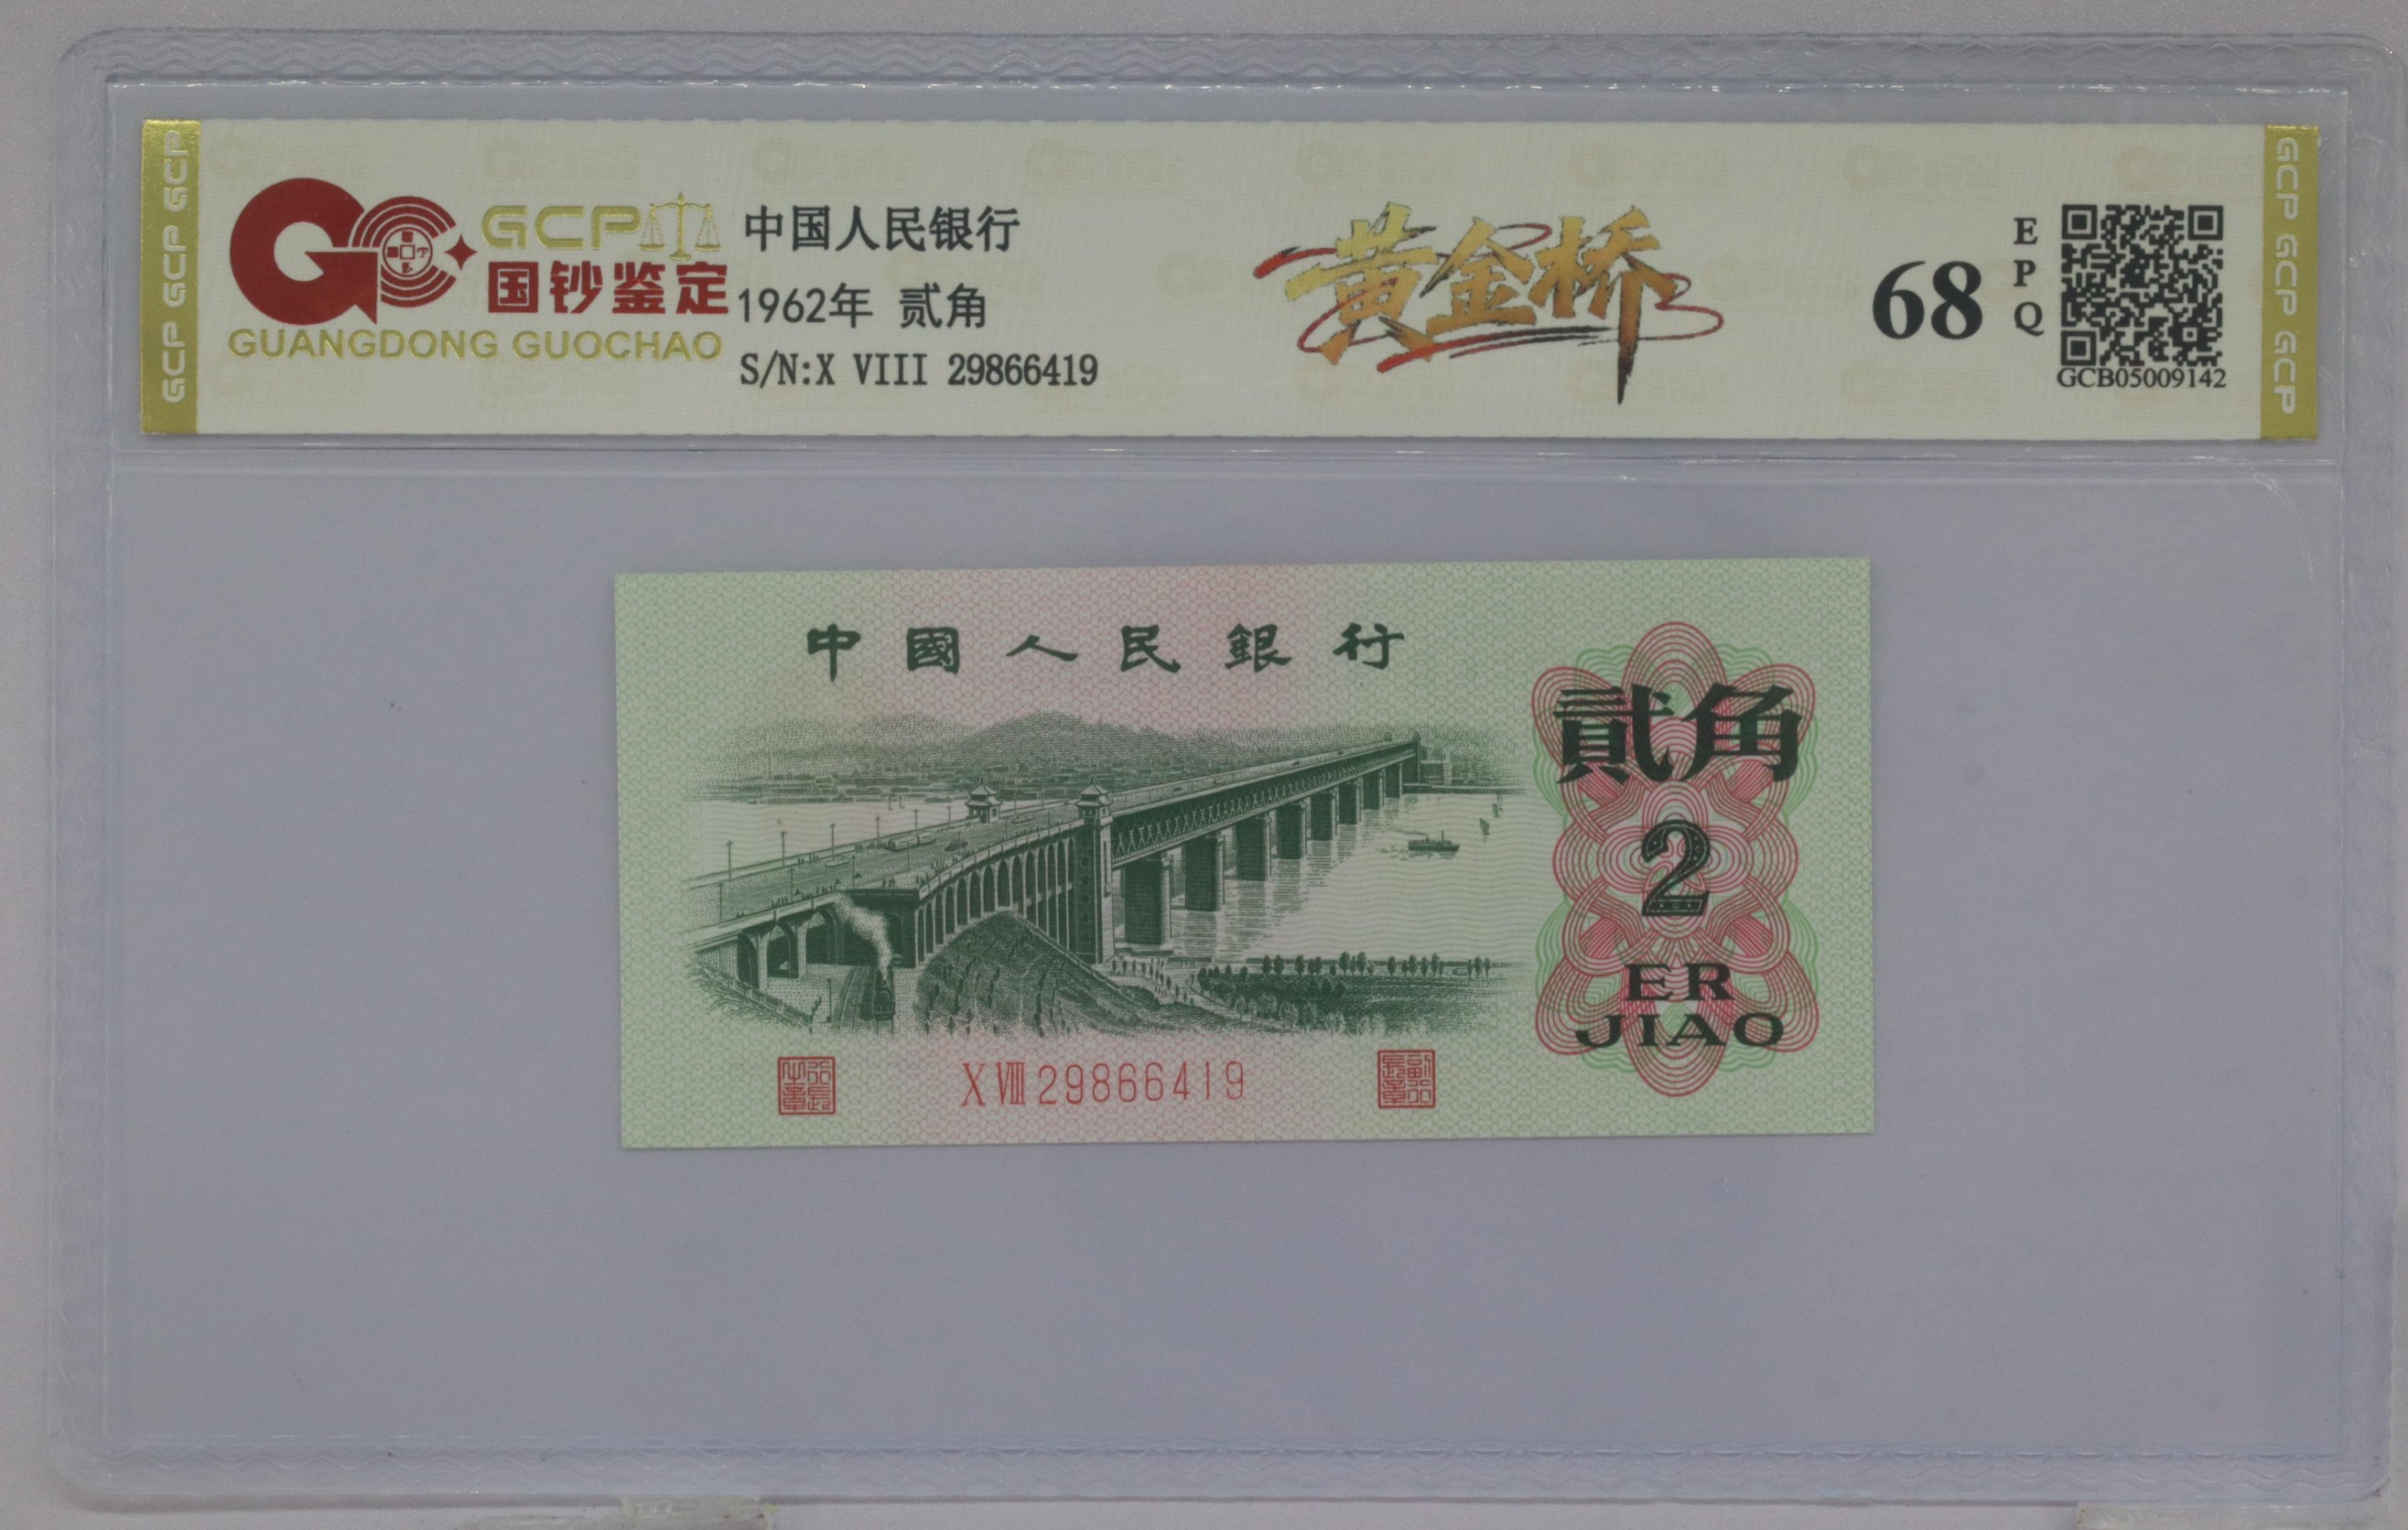 GCP GCP GCP
GCP
国钞鉴定
GUANGDONG GUOCHAO
中国人民银行
1962年 贰角
S/N:X VIII 29866419
黄金桥
68
E
P
Q
GCB05009142
GCP GCP GCP
中國人民銀行
貳角
2
ER
JIAO
X VIII 29866419